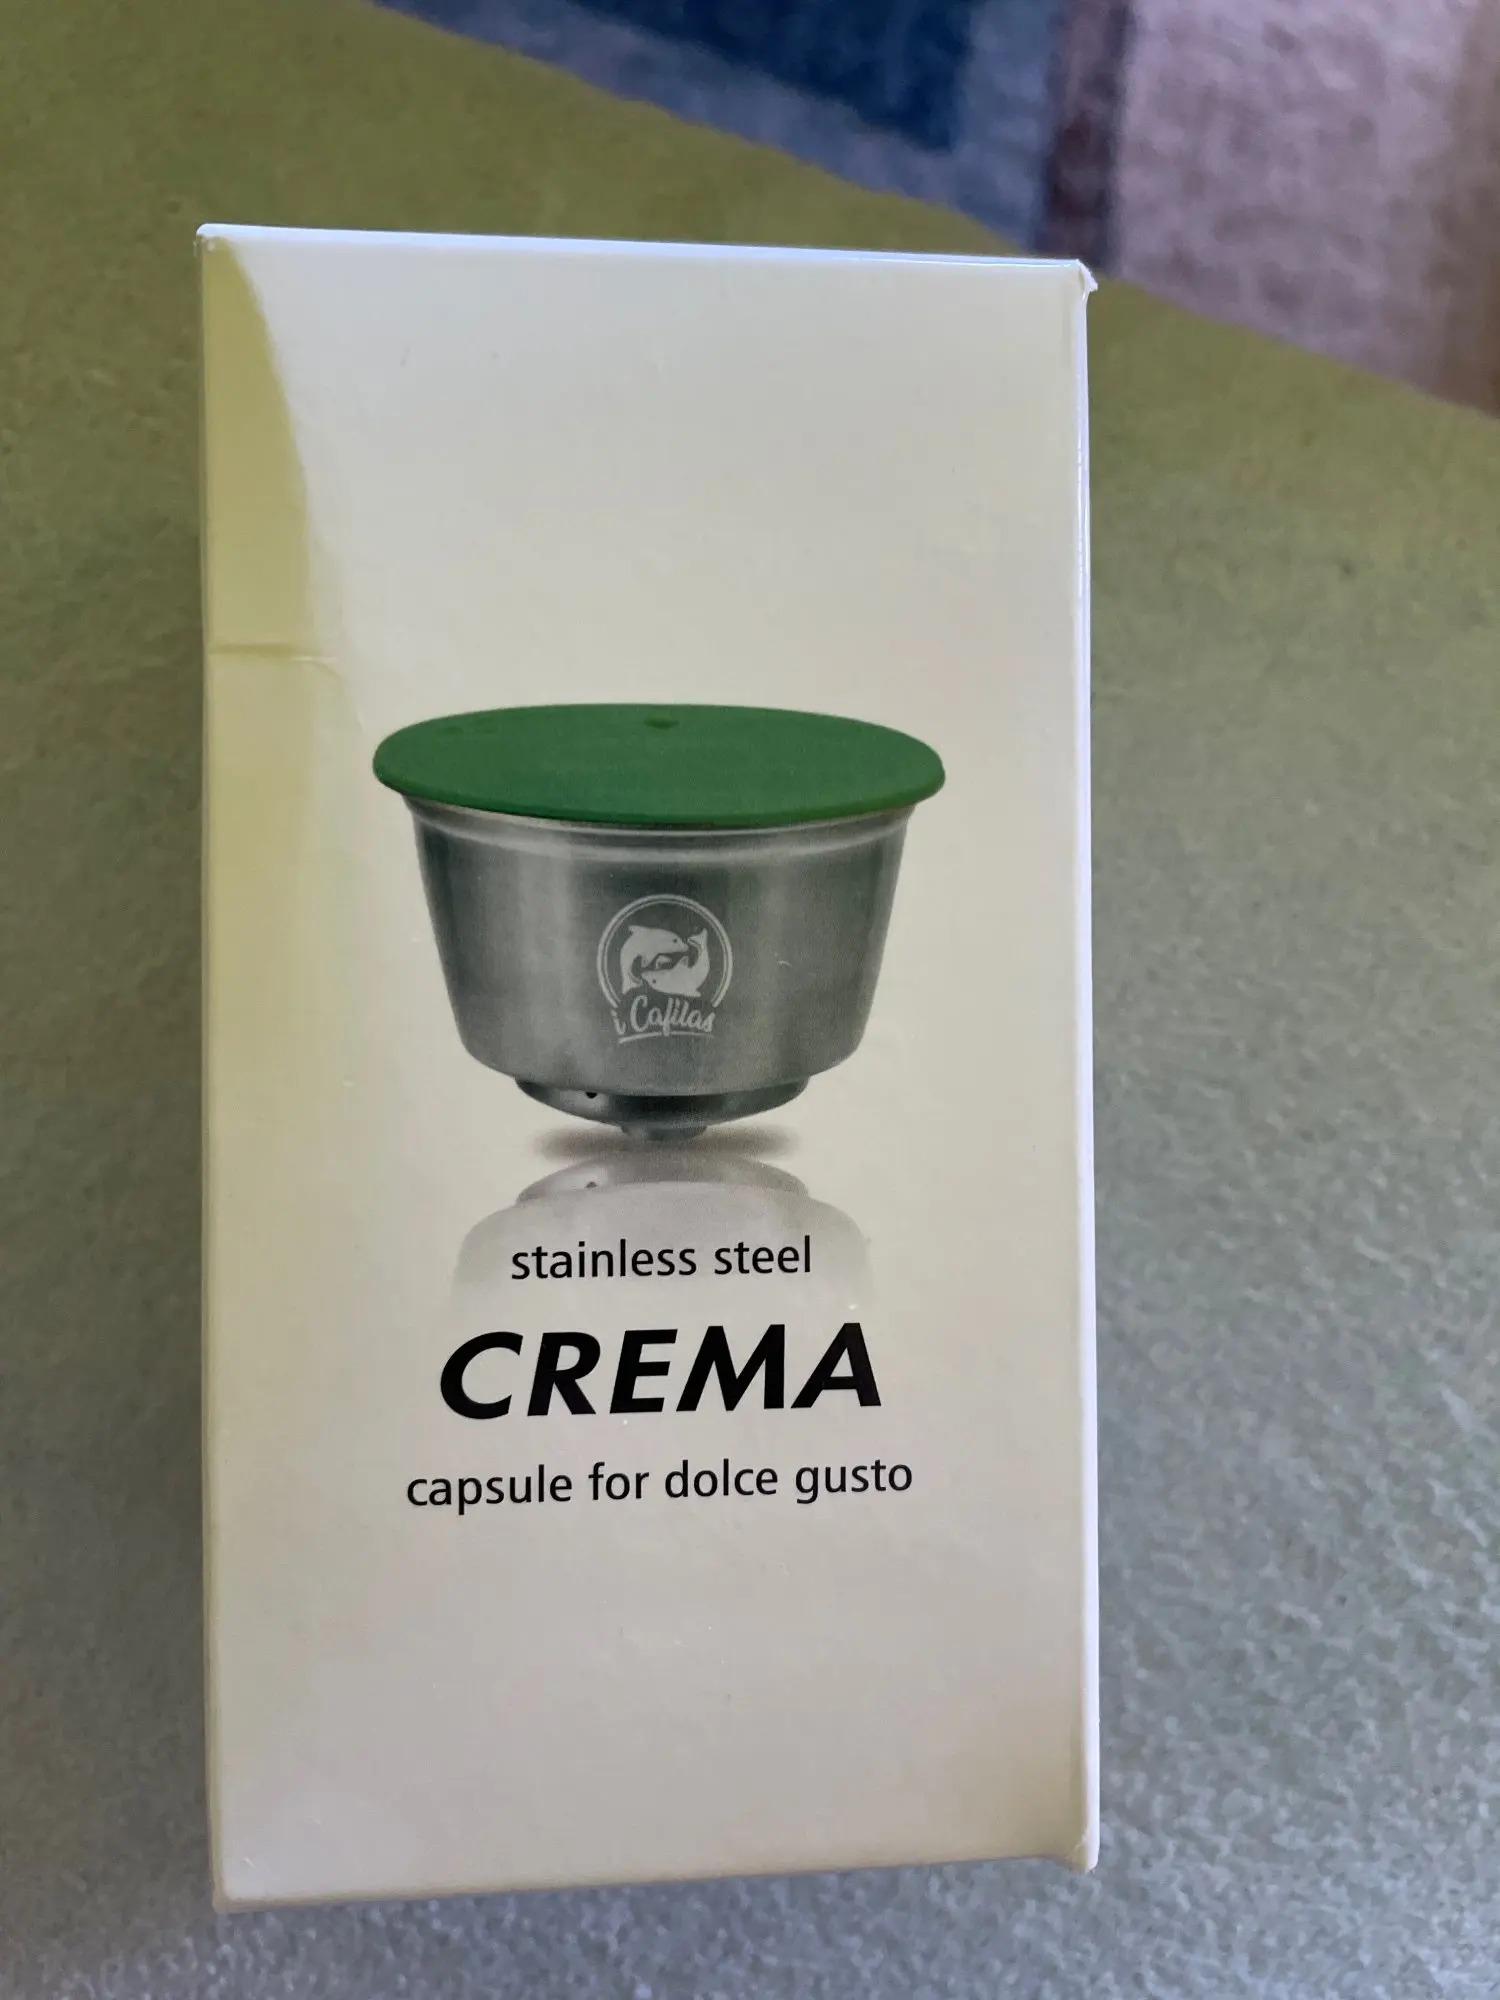 i Cafilas
stainless steel
CREMA
capsule for dolce gusto